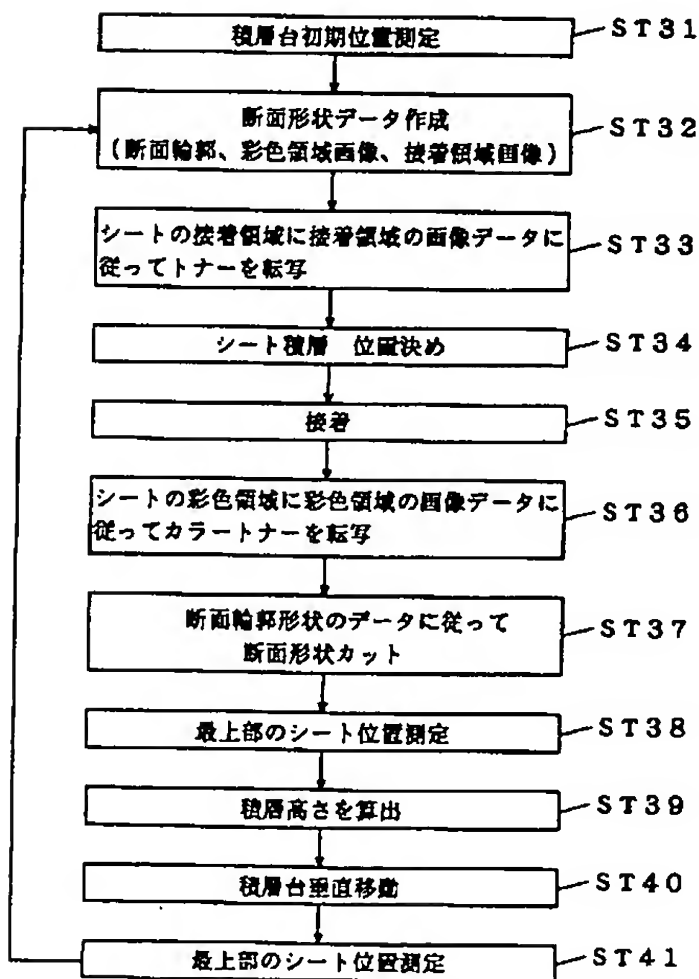 積層台初期位置測定
ST31
断面形状データ作成
(断面輪郭、彩色領域画像、接着領域画像)
ST32
シートの接着領域に接着領域の画像データに
従ってトナーを転写
ST33
シート積層 位置決め
ST34
接着
ST35
シートの彩色領域に彩色領域の画像データに
従ってカラートナーを転写
ST36
断面輪郭形状のデータに従って
断面形状カット
ST37
最上部のシート位置測定
ST38
積層高さを算出
ST39
積層台垂直移動
ST40
最上部のシート位置測定
ST41